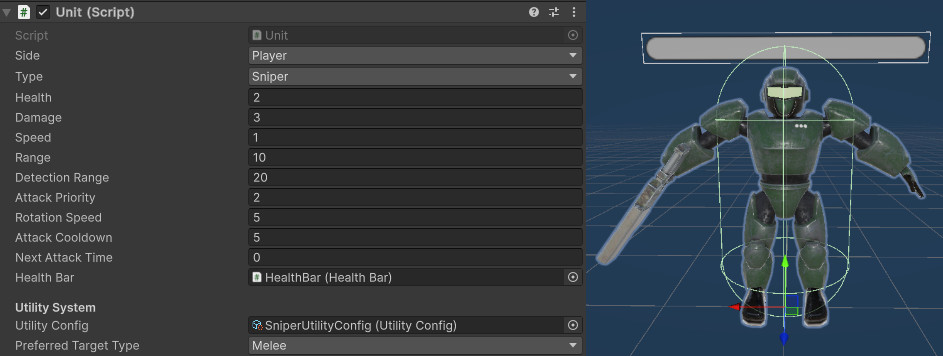 Unit (Script)
Script Unit
Side Player
Type Sniper
Health 2
Damage 3
Speed 1
Range 10
Detection Range 20
Attack Priority 2
Rotation Speed 5
Attack Cooldown 5
Next Attack Time 0
Health Bar HealthBar (Health Bar)
Utility System
Utility Config SniperUtilityConfig (Utility Config)
Preferred Target Type Melee